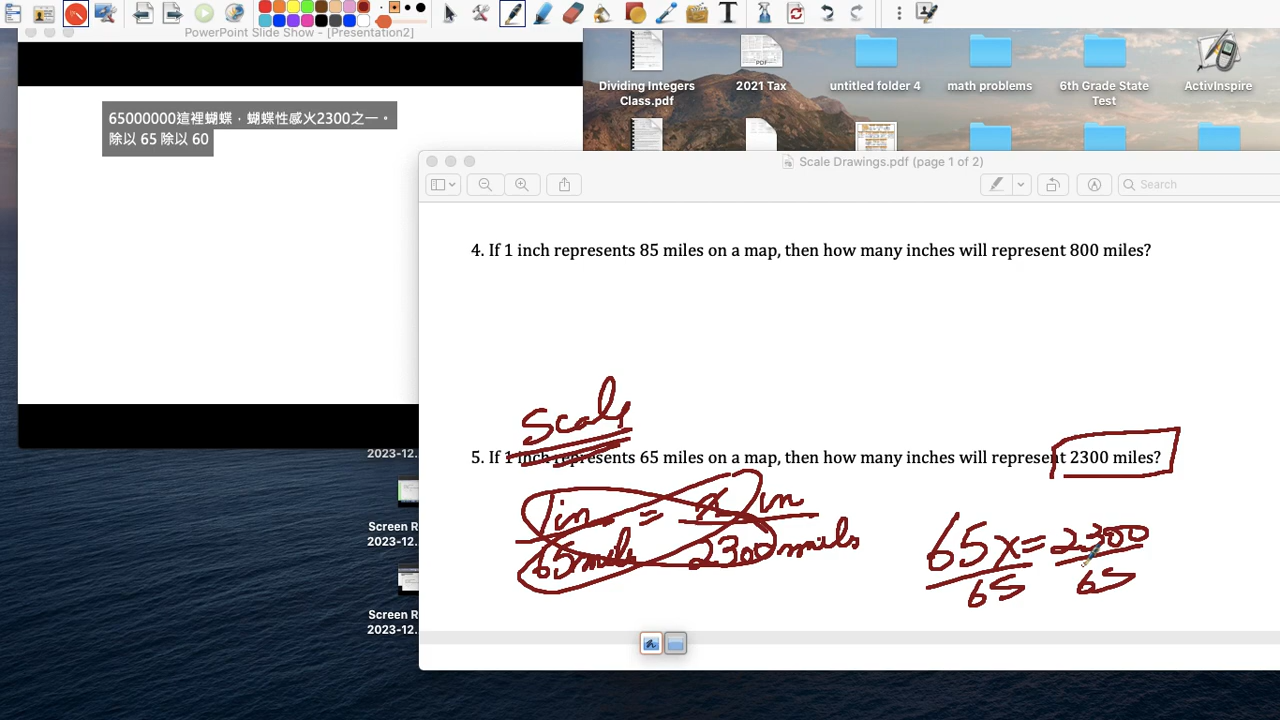 PowerPoint Slide Show - [Presentation2]
65000000這裡蝴蝶，蝴蝶性感火2300之一。
除以 65 除以 60
Dividing Integers
Class.pdf
PDF
2021 Tax
untitled folder 4
math problems
6th Grade State
Test
ActivInspire
Scale Drawings.pdf (page 1 of 2)
Search
4. If 1 inch represents 85 miles on a map, then how many inches will represent 800 miles?
Scale
5. If 1 inch represents 65 miles on a map, then how many inches will represent 2300 miles?
1in = x in
65 miles 2300 miles
65x = 2300
65 65
2023-12.
Screen R
2023-12.
Screen R
2023-12.